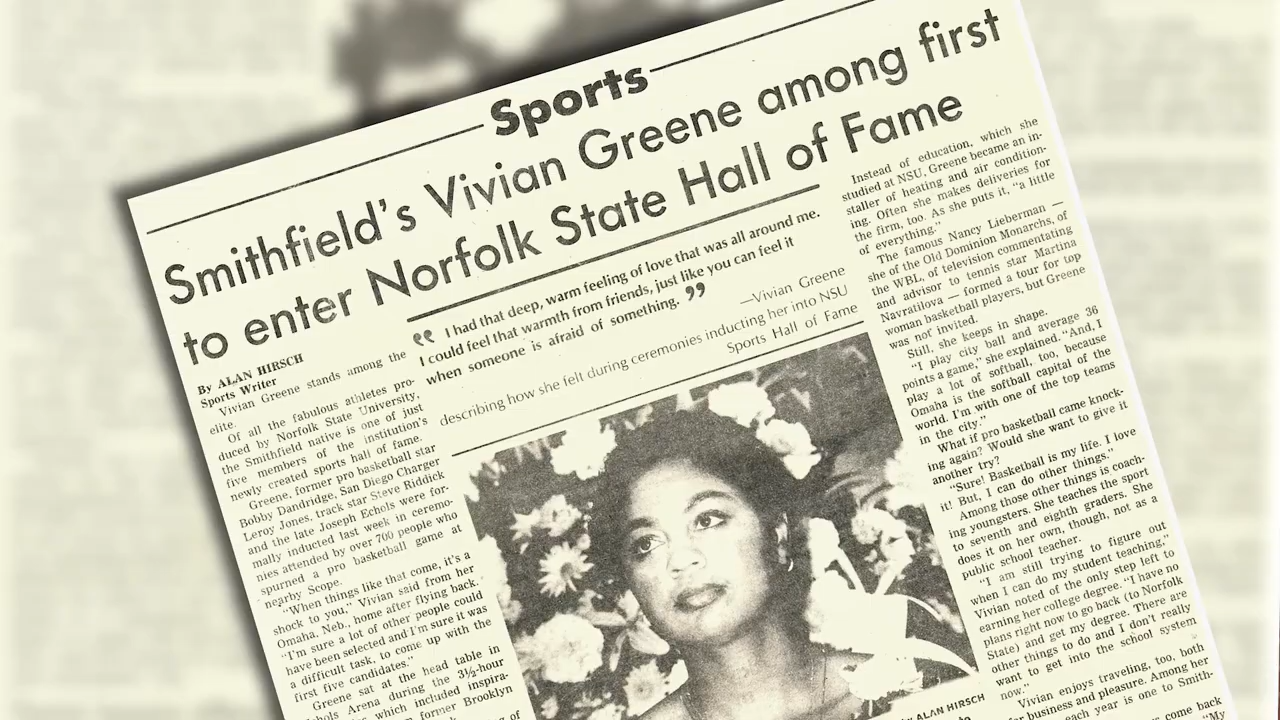 Sports
Smithfield's Vivian Greene among first
to enter Norfolk State Hall of Fame
By ALAN HIRSCH
Sports Writer
Vivian Greene stands among the
elite.
Of all the fabulous athletes pro-
duced by Norfolk State University,
the Smithfield native is one of just
five members of the institution's
newly created sports hall of fame.
Greene, former pro basketball star
Bobby Dandridge, San Diego Charger
Leroy Jones, track star Steve Riddick
and the late Joseph Echols were for-
mally inducted last week in ceremo-
nies attended by over 700 people who
spurned a pro basketball game at
nearby Scope.
"When things like that come, it's a
shock to you," Vivian said from her
Omaha, Neb., home after flying back.
"I'm sure a lot of other people could
have been selected and I'm sure it was
a difficult task, to come up with the
first five candidates."
Greene sat at the head table in
Echols Arena during the 3½-hour
which included inspira-
former Brooklyn
of
“ I had that deep, warm feeling of love that was all around me.
I could feel that warmth from friends, just like you can feel it
when someone is afraid of something. ”
—Vivian Greene
describing how she felt during ceremonies inducting her into NSU
Sports Hall of Fame
by ALAN HIRSCH
Instead of education, which she
studied at NSU, Greene became an in-
staller of heating and air condition-
ing. Often she makes deliveries for
the firm, too. As she puts it, "a little
of everything."
The famous Nancy Lieberman —
she of the Old Dominion Monarchs, of
the WBL, of television commentating
and advisor to tennis star Martina
Navratilova — formed a tour for top
woman basketball players, but Greene
was not invited.
Still, she keeps in shape.
"I play city ball and average 36
points a game," she explained. "And, I
play a lot of softball, too, because
Omaha is the softball capital of the
world. I'm with one of the top teams
in the city."
What if pro basketball came knock-
ing again? Would she want to give it
another try?
"Sure! Basketball is my life. I love
it! But, I can do other things."
Among those other things is coach-
ing youngsters. She teaches the sport
to seventh and eighth graders. She
does it on her own, though, not as a
public school teacher.
"I am still trying to figure out
when I can do my student teaching,"
Vivian noted of the only step left to
earning her college degree. "I have no
plans right now to go back (to Norfolk
State) and get my degree. There are
other things to do and I don't really
want to get into the school system
now."
Vivian enjoys traveling, too, both
for business and pleasure. Among her
each year is one to Smith-
come back